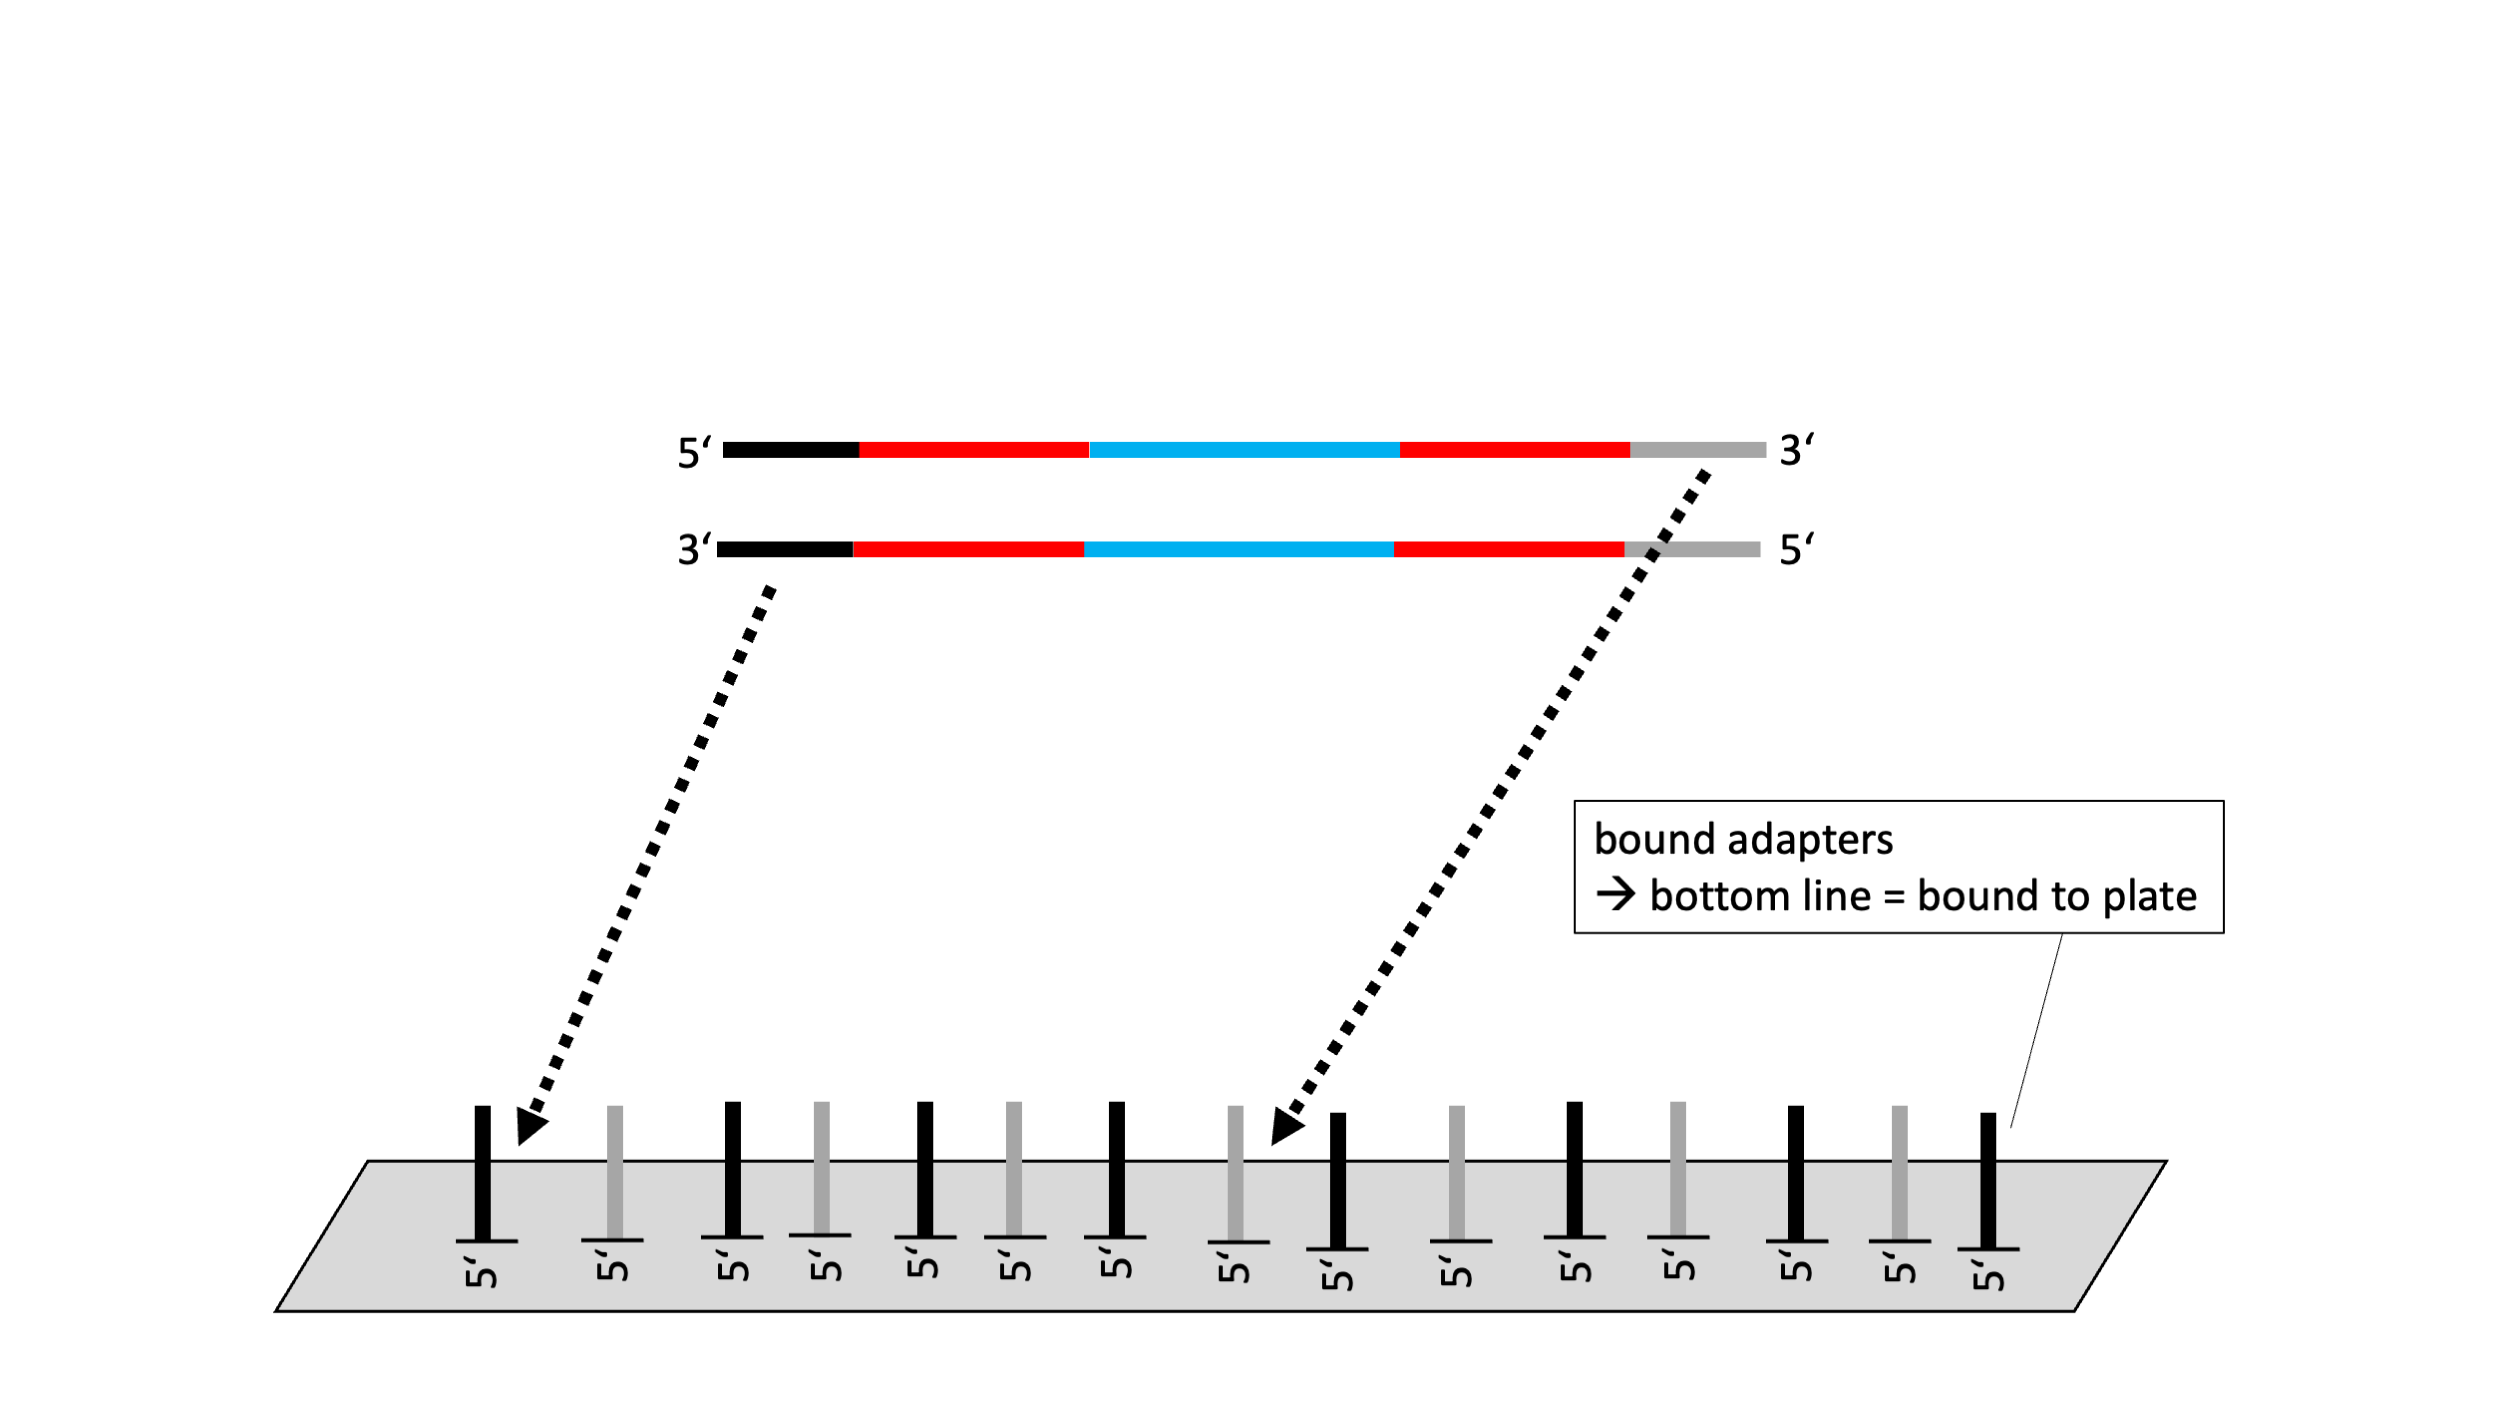 5‘ 3‘
3‘ 5‘
bound adapters
→ bottom line = bound to plate
5‘ 5‘ 5‘ 5‘ 5‘ 5‘ 5‘ 5‘ 5‘ 5‘ 5‘ 5‘ 5‘ 5‘ 5‘